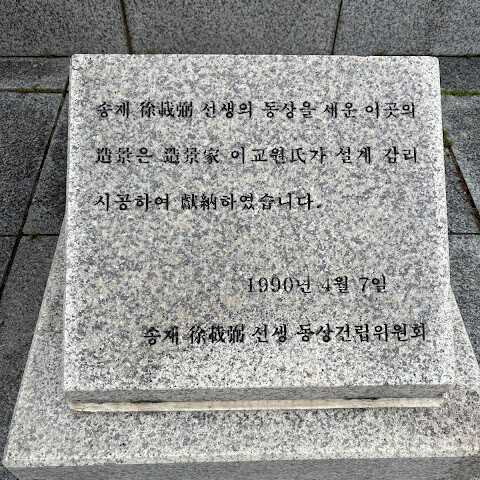 송재 徐載弼 선생의 동상을 세운 이곳의
造景은 造景家 이교원氏가 설계 감리
시공하여 獻納하였습니다.
1990년 4월 7일
송재 徐載弼 선생 동상건립위원회